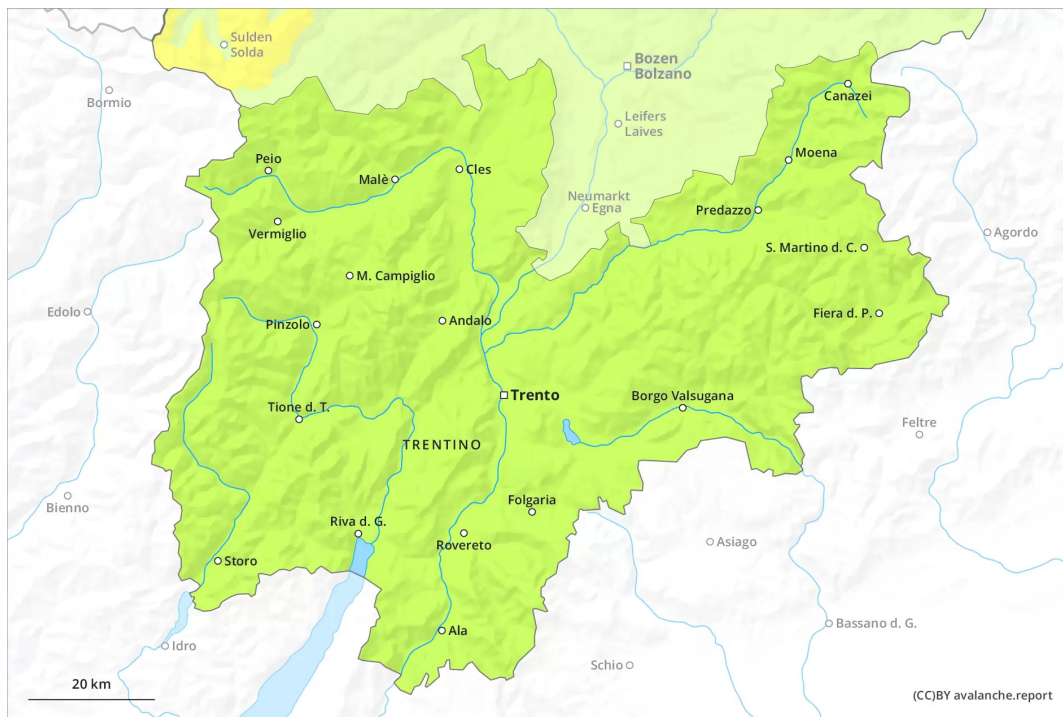 Sulden
Solda
Bozen
Bolzano
Canazei
Bormio
Leifers
Laives
Moena
Peio
Cles
Malè
Neumarkt
Egna
Predazzo
Vermiglio
Agordo
S. Martino d. C.
M. Campiglio
Edolo
Fiera d. P.
Pinzolo
Andalo
Trento
Borgo Valsugana
Tione d. T.
Feltre
TRENTINO
Bienno
Folgaria
Riva d. G.
Rovereto
Asiago
Storo
Ala
Bassano d. G.
Idro
Schio
20 km
(CC)BY avalanche.report